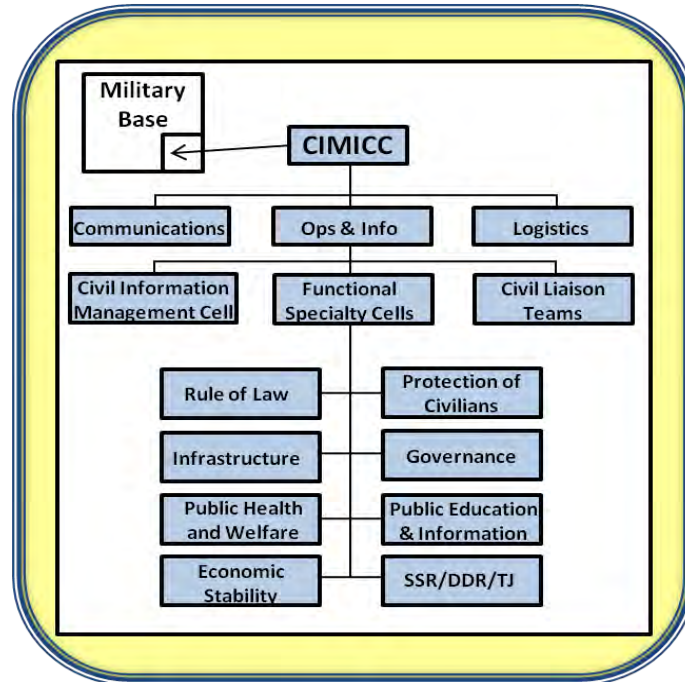 Military
Base
CIMICC
Communications
Ops & Info
Logistics
Civil Information
Management Cell
Functional
Specialty Cells
Civil Liaison
Teams
Rule of Law
Protection of
Civilians
Infrastructure
Governance
Public Health
and Welfare
Public Education
& Information
Economic
Stability
SSR/DDR/TJ